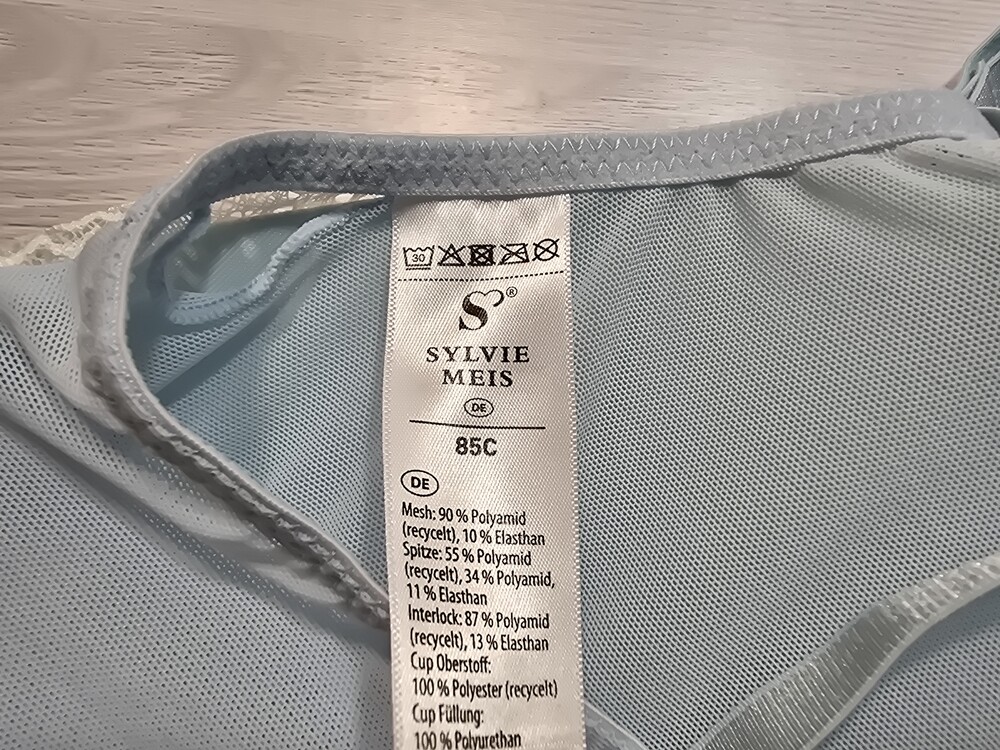 30
S®
SYLVIE
MEIS
DE
85C
DE
Mesh: 90 % Polyamid
(recycelt), 10 % Elasthan
Spitze: 55 % Polyamid
(recycelt), 34 % Polyamid,
11 % Elasthan
Interlock: 87 % Polyamid
(recycelt), 13 % Elasthan
Cup Oberstoff:
100 % Polyester (recycelt)
Cup Füllung:
100 % Polyurethan